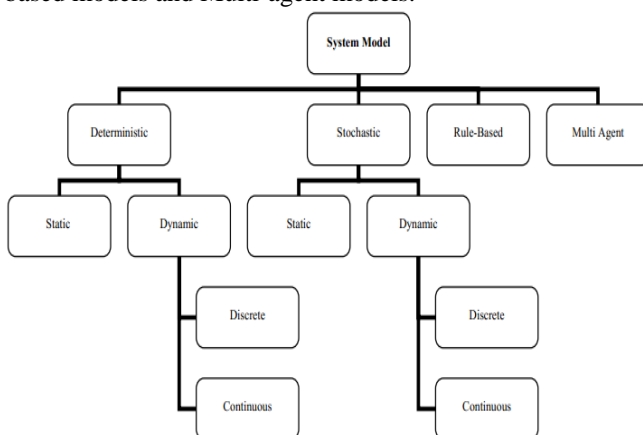 based models and Multi-agent models.
System Model
Deterministic
Stochastic
Rule-Based
Multi Agent
Static
Dynamic
Static
Dynamic
Discrete
Discrete
Continuous
Continuous